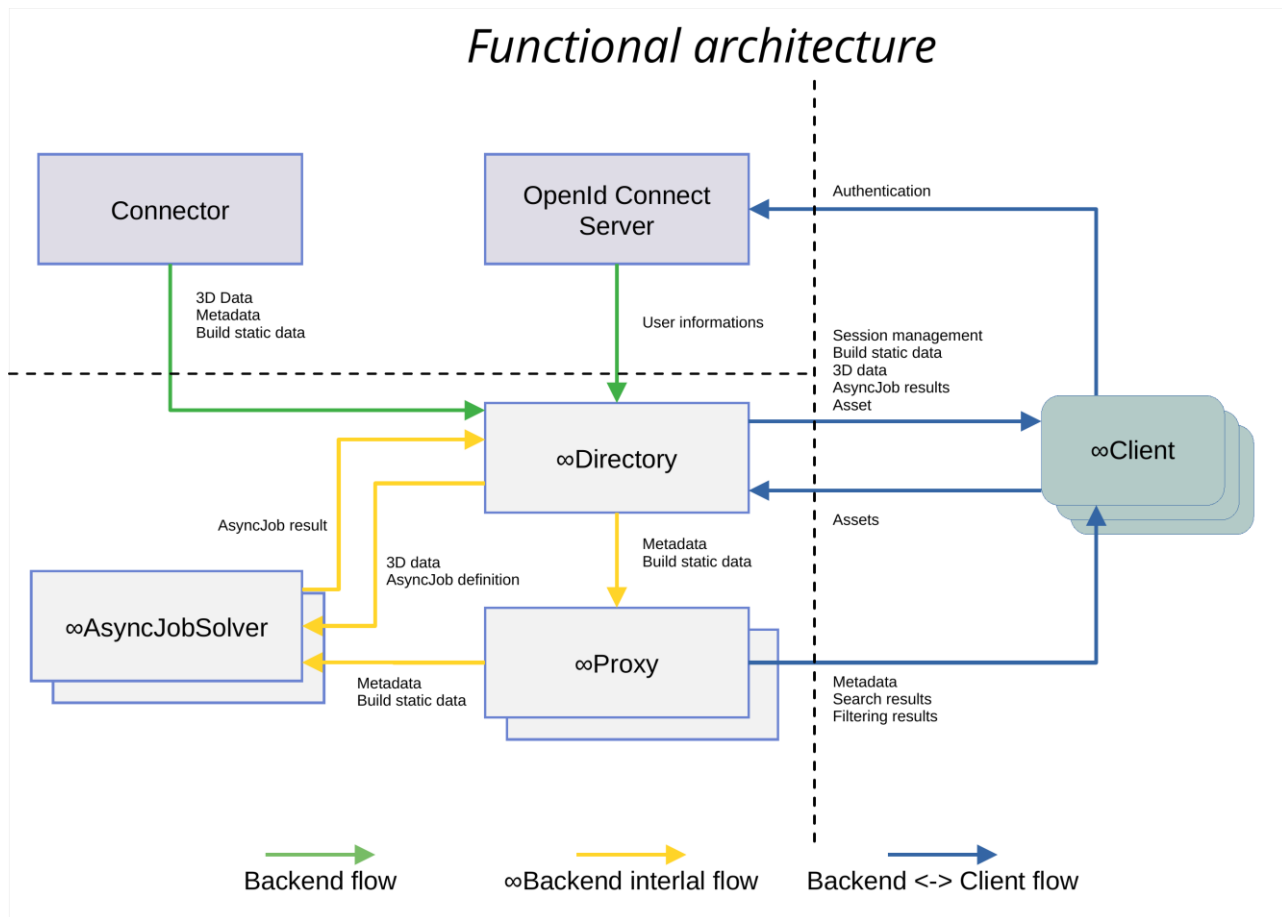 Functional architecture
Connector
OpenId Connect
Server
Authentication
3D Data
Metadata
Build static data
User informations
Session management
Build static data
3D data
AsyncJob results
Asset
∞Directory
∞Client
AsyncJob result
3D data
AsyncJob definition
Metadata
Build static data
Assets
∞AsyncJobSolver
∞Proxy
Metadata
Build static data
Metadata
Search results
Filtering results
Backend flow
∞Backend interlal flow
Backend <-> Client flow